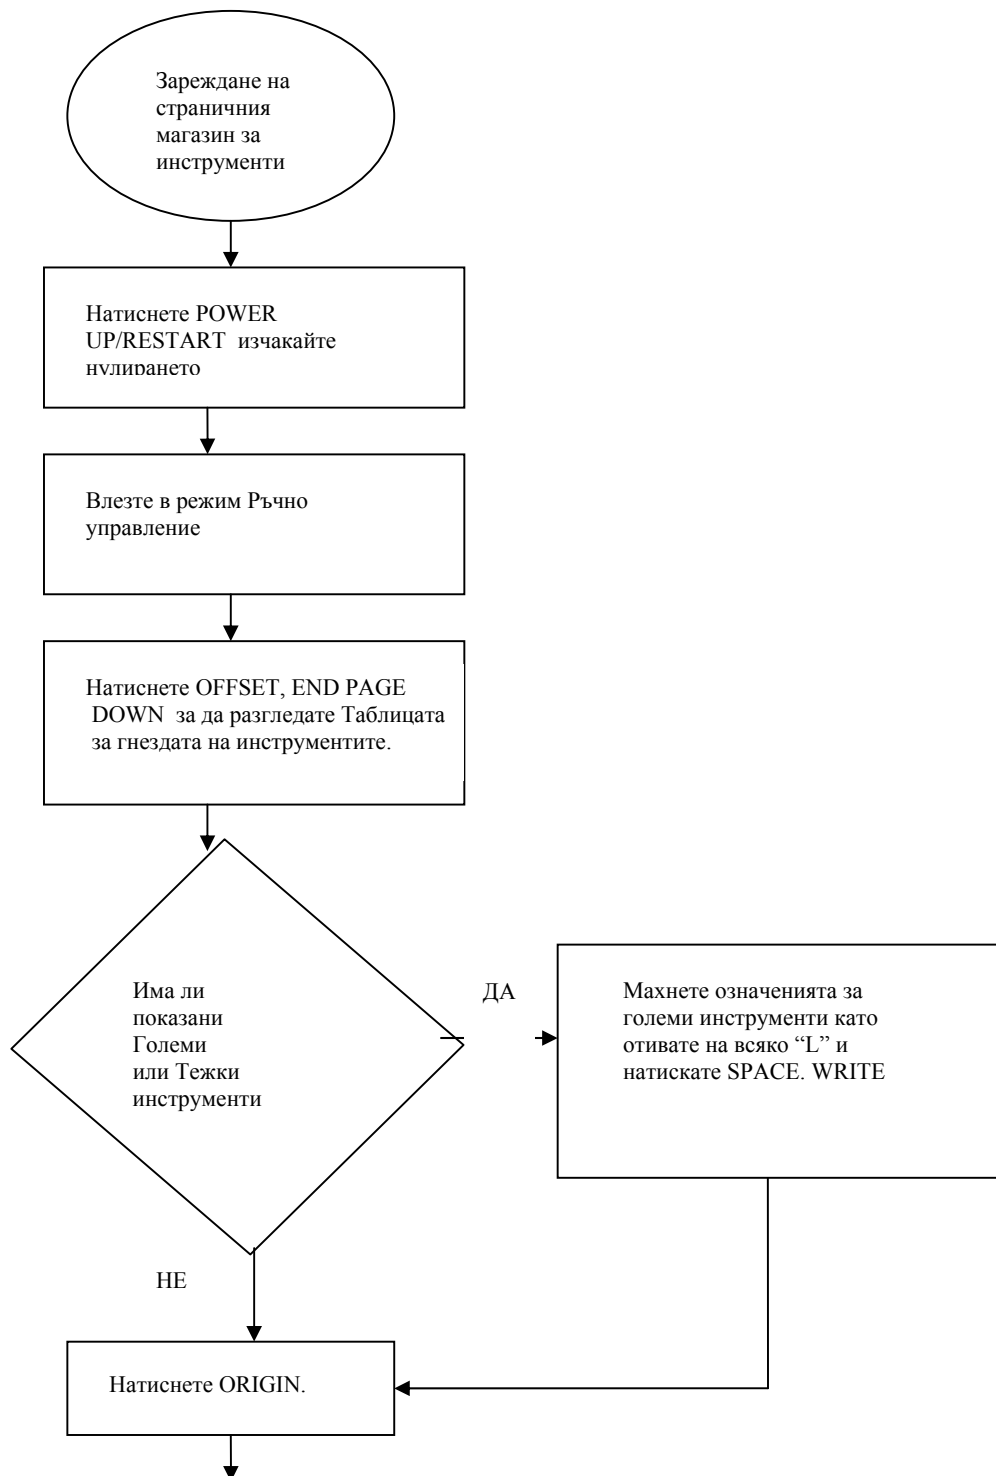 Зареждане на
страничния
магазин за
инструменти
Натиснете POWER
UP/RESTART изчакайте
нулирането
Влезте в режим Ръчно
управление
Натиснете OFFSET, END PAGE
DOWN за да разгледате Таблицата
за гнездата на инструментите.
Има ли
показани
Големи
или Тежки
инструменти
ДА
Махнете означенията за
големи инструменти като
отивате на всяко “L” и
натискате SPACE. WRITE
НЕ
Натиснете ORIGIN.